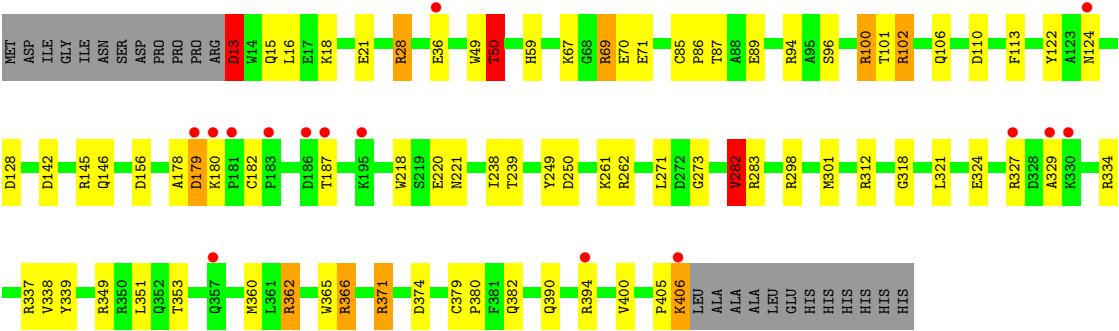 MET ASP ILE GLY ILE ASN SER ASP PRO PRO PRO ARG D13 W14 Q15 L16 E17 K18 E21 R28 E36 W49 T50 H59 K67 G68 R69 E70 E71 C85 P86 T87 A88 E89 R94 A95 S96 R100 T101 R102 Q106 D110 F113 Y122 A123 N124
D128 D142 R145 Q146 D156 A178 D179 K180 P181 C182 P183 D186 T187 K195 W218 S219 E220 N221 I238 T239 Y249 D250 K261 R262 L271 D272 G273 V282 R283 R298 M301 R312 G318 L321 E324 R327 D328 A329 K330 R334
R337 V338 Y339 R349 R350 L351 Q352 T353 Q357 M360 L361 R362 W365 R366 R371 D374 C379 P380 F381 Q382 Q390 R394 V400 P405 K406 LEU ALA ALA ALA LEU GLU HIS HIS HIS HIS HIS HIS